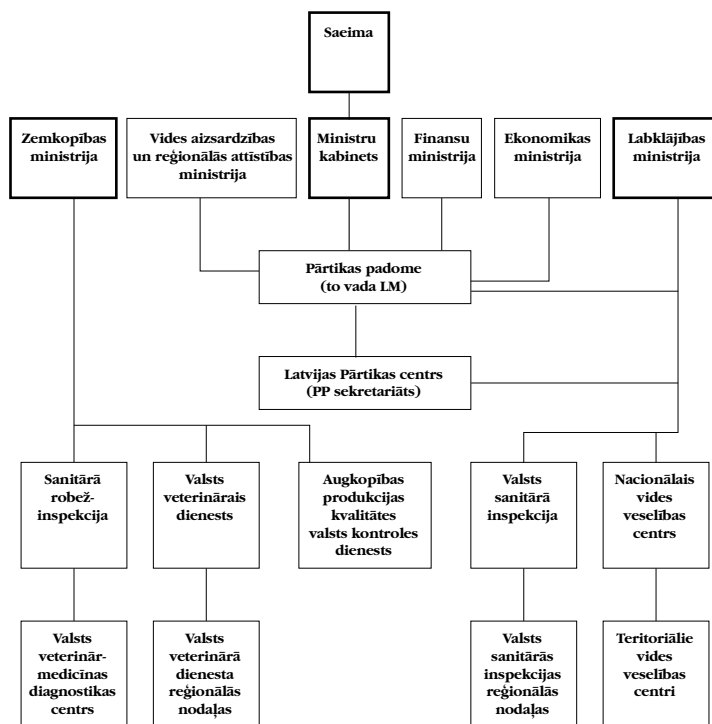 Saeima
Zemkopības
ministrija
Vides aizsardzības
un reģionālās attīstības
ministrija
Ministru
kabinets
Finansu
ministrija
Ekonomikas
ministrija
Labklājības
ministrija
Pārtikas padome
(to vada LM)
Latvijas Pārtikas centrs
(PP sekretariāts)
Sanitārā
robež-
inspekcija
Valsts
veterinārais
dienests
Augkopības
produkcijas
kvalitātes
valsts kontroles
dienests
Valsts
sanitārā
inspekcija
Nacionālais
vides
veselības
centrs
Valsts
veterinār-
medicīnas
diagnostikas
centrs
Valsts
veterinārā
dienesta
reģionālās
nodaļas
Valsts
sanitārās
inspekcijas
reģionālās
nodaļas
Teritoriālie
vides
veselības
centri